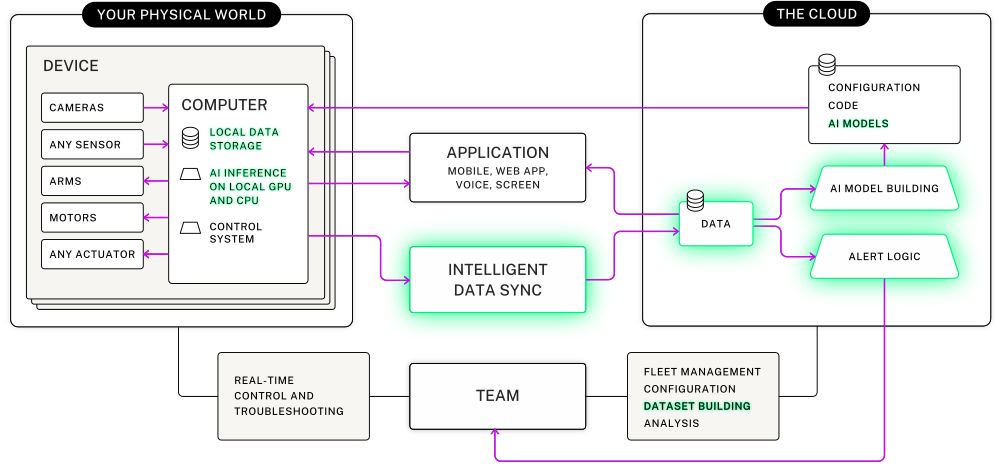 YOUR PHYSICAL WORLD
DEVICE
CAMERAS
ANY SENSOR
ARMS
MOTORS
ANY ACTUATOR
COMPUTER
LOCAL DATA
STORAGE
AI INFERENCE
ON LOCAL GPU
AND CPU
CONTROL
SYSTEM
APPLICATION
MOBILE, WEB APP,
VOICE, SCREEN
INTELLIGENT
DATA SYNC
THE CLOUD
CONFIGURATION
CODE
AI MODELS
AI MODEL BUILDING
DATA
ALERT LOGIC
REAL-TIME
CONTROL AND
TROUBLESHOOTING
TEAM
FLEET MANAGEMENT
CONFIGURATION
DATASET BUILDING
ANALYSIS